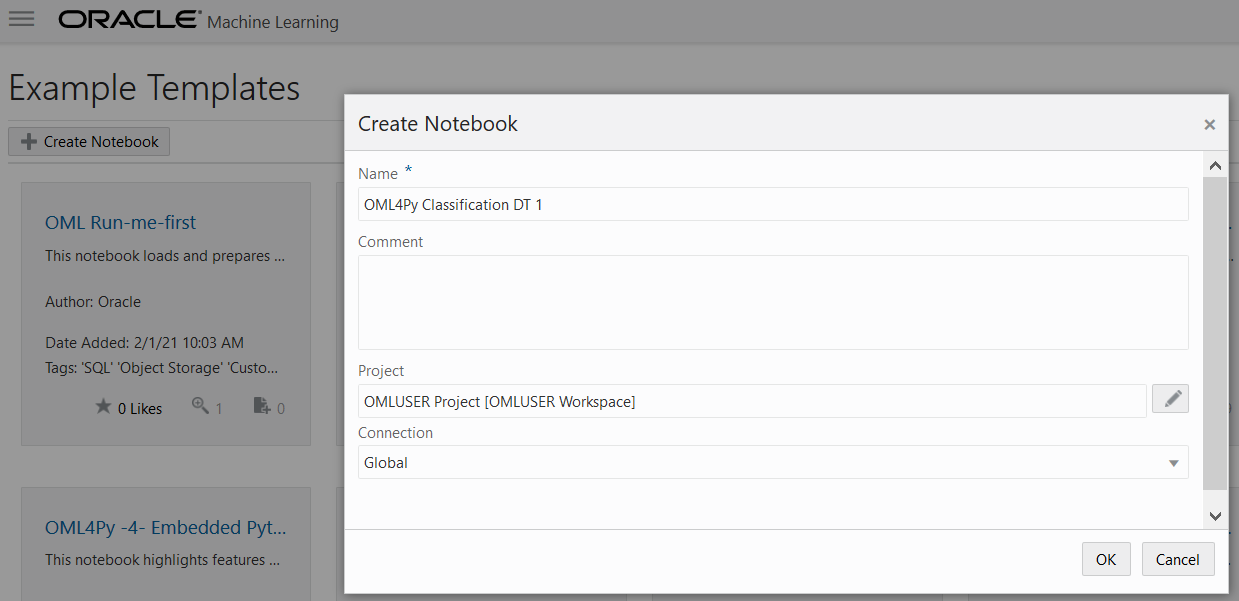 ORACLE Machine Learning
Example Templates
Create Notebook
OML Run-me-first
This notebook loads and prepares ...
Author: Oracle
Date Added: 2/1/21 10:03 AM
Tags: 'SQL' 'Object Storage' 'Custo...
0 Likes 1 0
OML4Py -4- Embedded Pyt...
This notebook highlights features ...
Create Notebook
Name *
OML4Py Classification DT 1
Comment
Project
OMLUSER Project [OMLUSER Workspace]
Connection
Global
OK Cancel